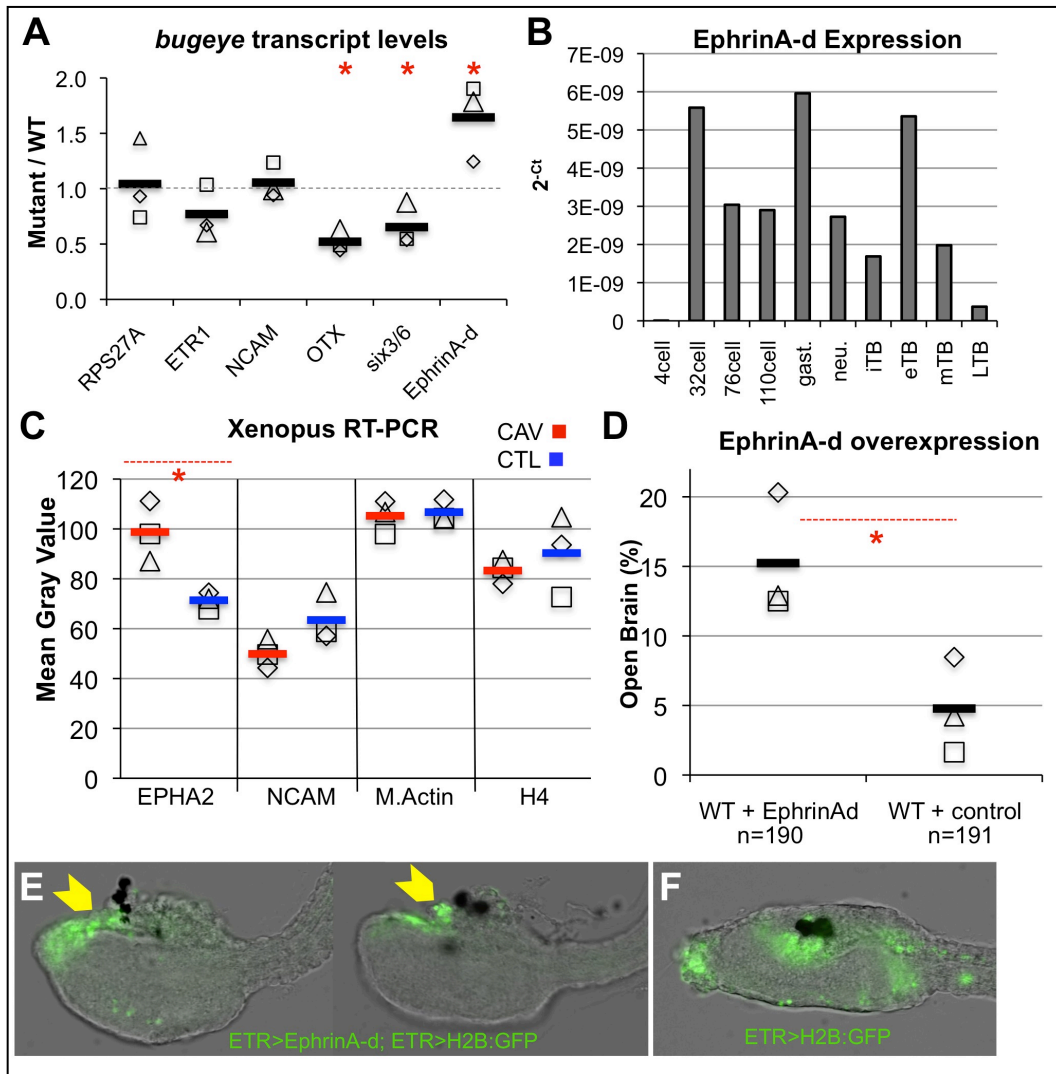 A
bugeye transcript levels
* * *
Mutant / WT
2.0
1.5
1.0
0.5
0.0
RPS27A
ETR1
NCAM
OTX
six3/6
EphrinA-d
B
EphrinA-d Expression
2-Ct
7E-09
6E-09
5E-09
4E-09
3E-09
2E-09
1E-09
0
4cell
32cell
76cell
110cell
gast.
neu.
iTB
eTB
mTB
LTB
C
Xenopus RT-PCR
CAV
CTL
*
Mean Gray Value
120
100
80
60
40
20
0
EPHA2
NCAM
M.Actin
H4
D
EphrinA-d overexpression
*
Open Brain (%)
20
15
10
5
0
WT + EphrinAd
n=190
WT + control
n=191
E
ETR>EphrinA-d; ETR>H2B:GFP
F
ETR>H2B:GFP